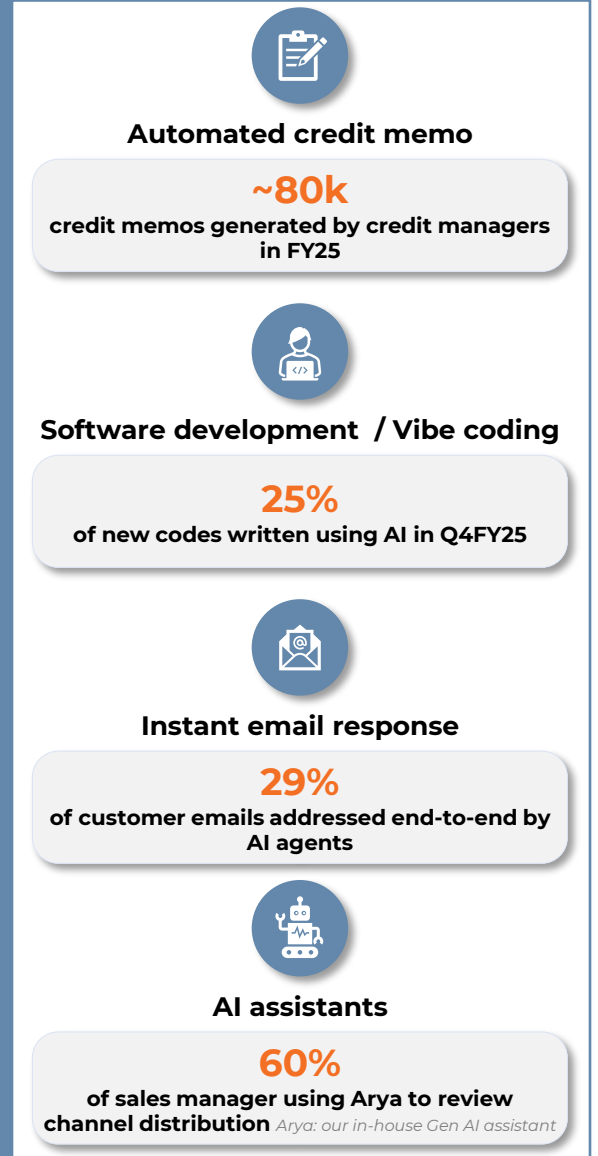 Automated credit memo
~80k
credit memos generated by credit managers
in FY25
Software development / Vibe coding
25%
of new codes written using AI in Q4FY25
Instant email response
29%
of customer emails addressed end-to-end by
AI agents
AI assistants
60%
of sales manager using Arya to review
channel distribution Arya: our in-house Gen AI assistant